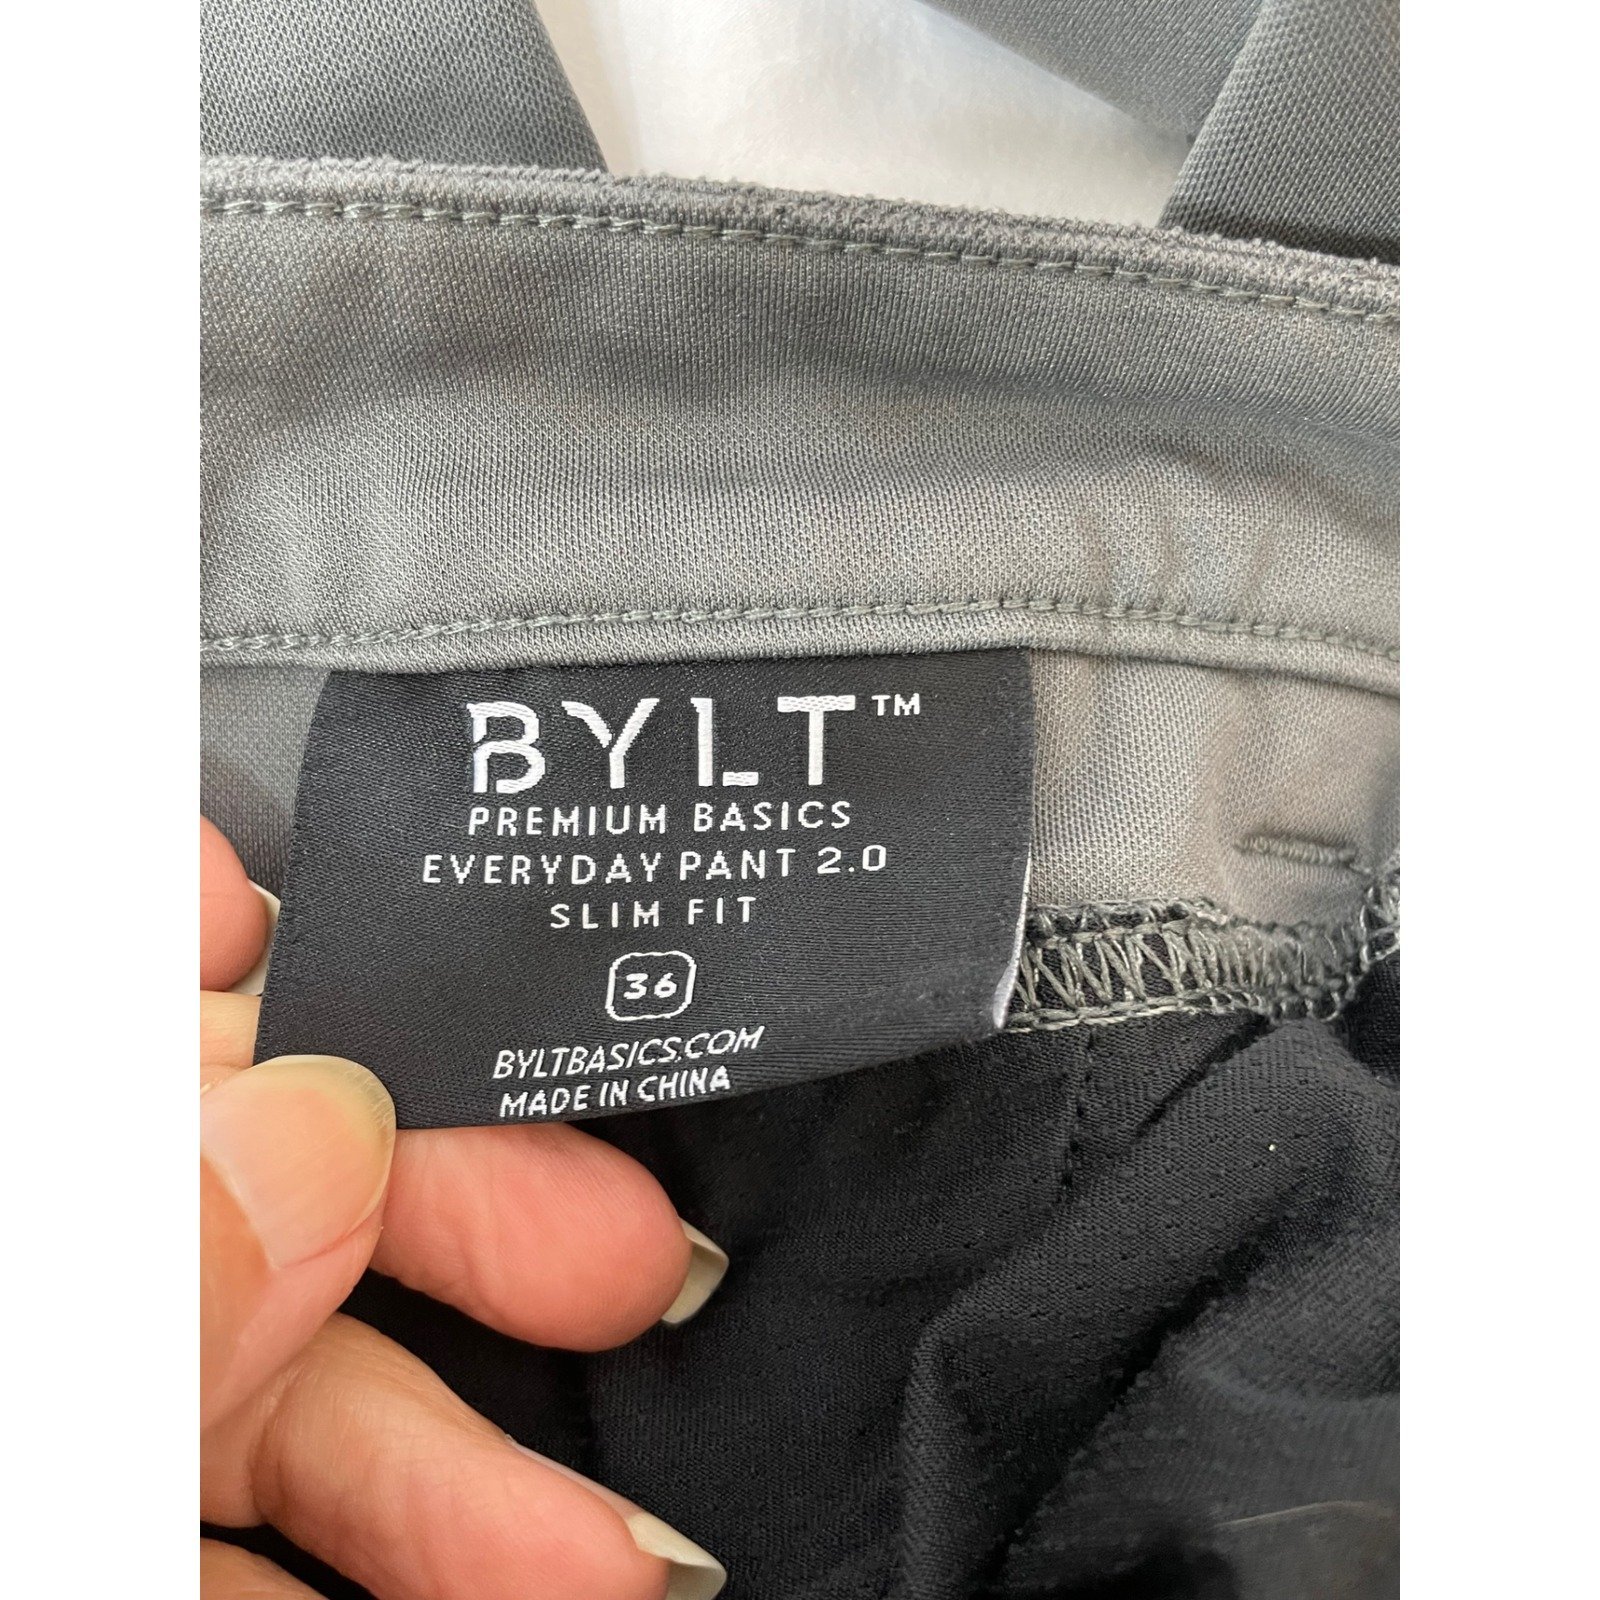 BYLT™
PREMIUM BASICS
EVERYDAY PANT 2.0
SLIM FIT
36
BYLTBASICS.COM
MADE IN CHINA